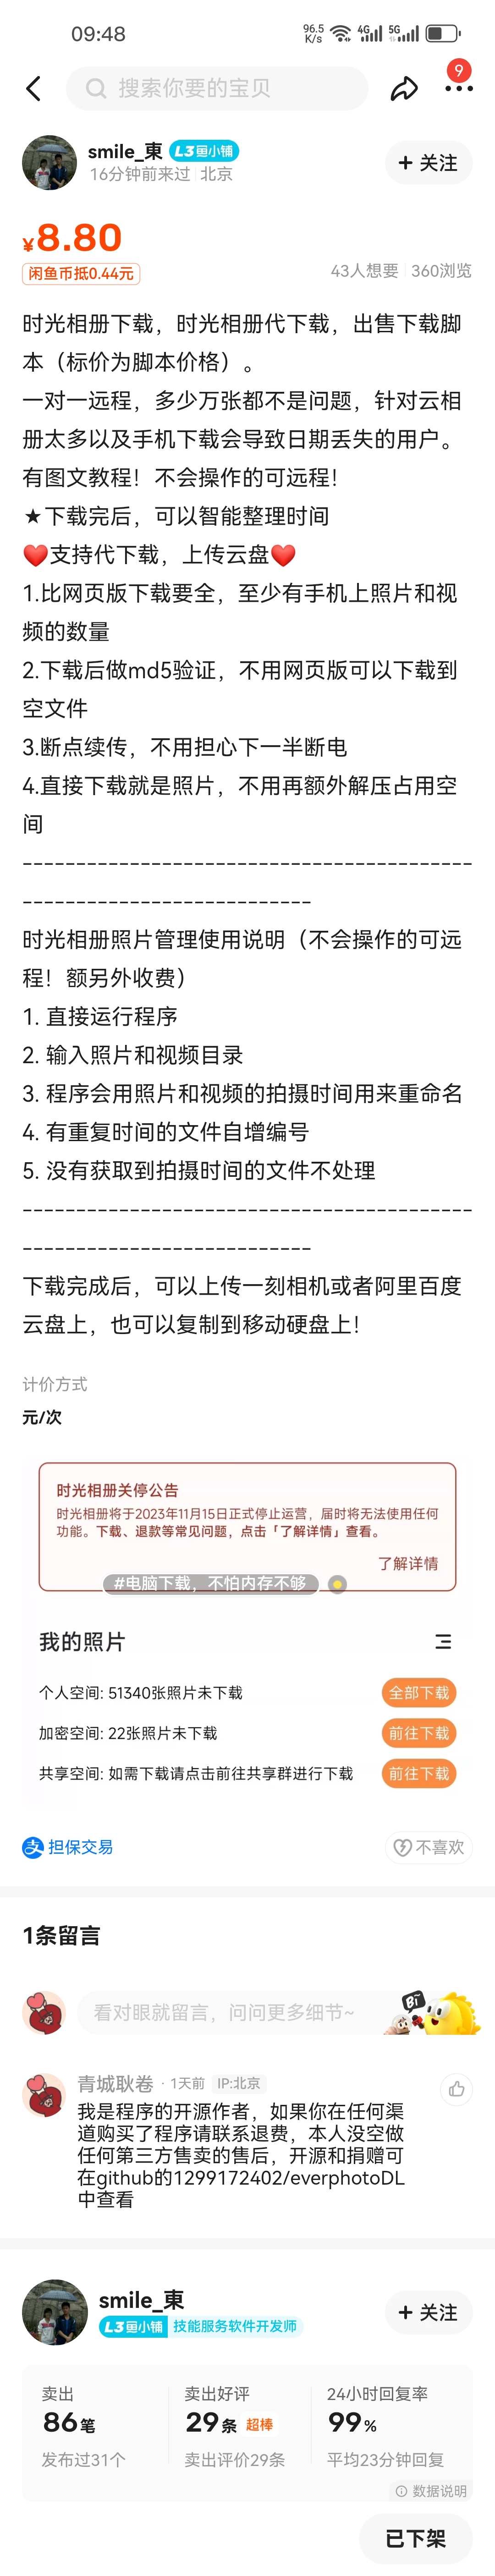 09:48
96.5 K/s
4G 5G
搜索你要的宝贝
9
smile_東 L3鱼小铺
16分钟前来过 北京
+ 关注
¥8.80
闲鱼币抵0.44元
43人想要 360浏览
时光相册下载，时光相册代下载，出售下载脚
本（标价为脚本价格）。
一对一远程，多少万张都不是问题，针对云相
册太多以及手机下载会导致日期丢失的用户。
有图文教程！不会操作的可远程！
★下载完后，可以智能整理时间
❤️支持代下载，上传云盘❤️
1.比网页版下载要全，至少有手机上照片和视
频的数量
2.下载后做md5验证，不用网页版可以下载到
空文件
3.断点续传，不用担心下一半断电
4.直接下载就是照片，不用再额外解压占用空
间
------------------------------------------
---------------------------
时光相册照片管理使用说明（不会操作的可远
程！额另外收费）
1. 直接运行程序
2. 输入照片和视频目录
3. 程序会用照片和视频的拍摄时间用来重命名
4. 有重复时间的文件自增编号
5. 没有获取到拍摄时间的文件不处理
------------------------------------------
---------------------------
下载完成后，可以上传一刻相机或者阿里百度
云盘上，也可以复制到移动硬盘上！
计价方式
元/次
时光相册关停公告
时光相册将于2023年11月15日正式停止运营，届时将无法使用任何
功能。下载、退款等常见问题，点击「了解详情」查看。
了解详情
#电脑下载，不怕内存不够
我的照片
个人空间: 51340张照片未下载 全部下载
加密空间: 22张照片未下载 前往下载
共享空间: 如需下载请点击前往共享群进行下载 前往下载
支 担保交易
不喜欢
1条留言
看对眼就留言，问问更多细节~
Bi
青城耿卷 · 1天前 IP:北京
我是程序的开源作者，如果你在任何渠
道购买了程序请联系退费，本人没空做
任何第三方售卖的售后，开源和捐赠可
在github的1299172402/everphotoDL
中查看
smile_東
L3鱼小铺 技能服务软件开发师
+ 关注
卖出 卖出好评 24小时回复率
86笔 29条 超棒 99%
发布过31个 卖出评价29条 平均23分钟回复
数据说明
已下架